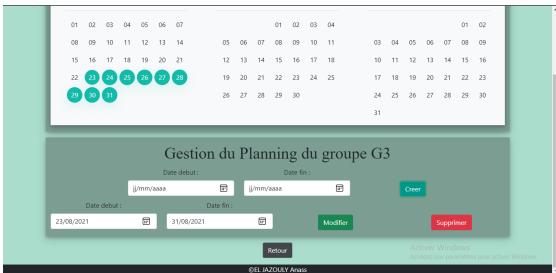 01 02 03 04 05 06 07 01 02 03 04 01 02
08 09 10 11 12 13 14 05 06 07 08 09 10 11 03 04 05 06 07 08 09
15 16 17 18 19 20 21 12 13 14 15 16 17 18 10 11 12 13 14 15 16
22 23 24 25 26 27 28 19 20 21 22 23 24 25 17 18 19 20 21 22 23
29 30 31 26 27 28 29 30 24 25 26 27 28 29 30
31
Gestion du Planning du groupe G3
Date debut : Date fin :
jj/mm/aaaa jj/mm/aaaa Creer
Date debut : Date fin :
23/08/2021 31/08/2021 Modifier Supprimer
Retour
Activer Windows
Accédez aux paramètres pour activer Windows.
©EL JAZOULY Anass